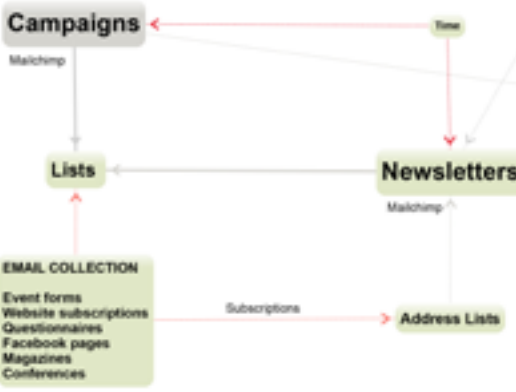 Campaigns
Time
Mailchimp
Lists
Newsletters
Mailchimp
EMAIL COLLECTION
Event forms
Website subscriptions
Questionnaires
Facebook pages
Magazines
Conferences
Subscriptions
Address Lists